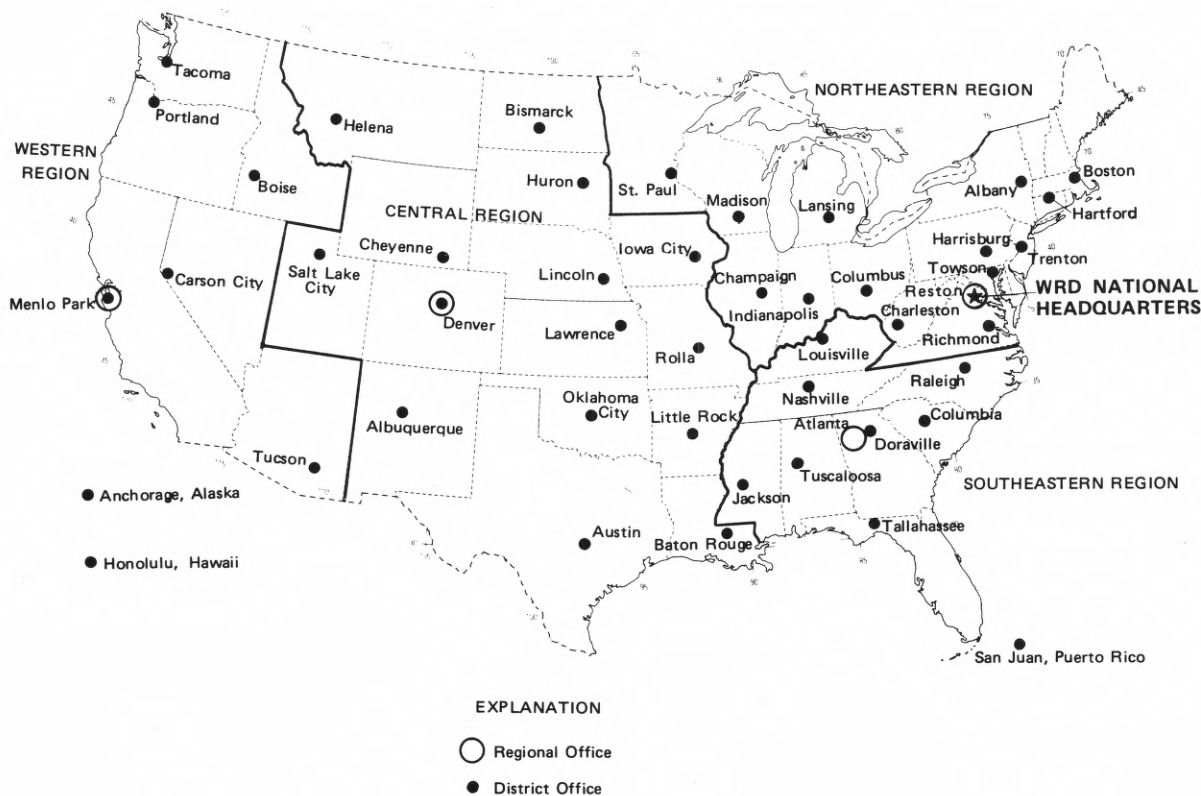 NORTHEASTERN REGION
Tacoma
Portland
Helena
Bismarck
WESTERN
REGION
Boise
Huron
St. Paul
Madison
Lansing
Albany
Boston
Hartford
CENTRAL REGION
Cheyenne
Salt Lake
City
Carson City
Lincoln
Iowa City
Champaign
Columbus
Harrisburg
Trenton
Towson
Menlo Park
Denver
Indianapolis
Reston
WRD NATIONAL
HEADQUARTERS
Charleston
Richmond
Lawrence
Rolla
Louisville
Raleigh
Nashville
Oklahoma
City
Little Rock
Albuquerque
Atlanta
Columbia
Doraville
Tucson
Tuscaloosa
Jackson
SOUTHEASTERN REGION
Anchorage, Alaska
Honolulu, Hawaii
Austin
Baton Rouge
Tallahassee
San Juan, Puerto Rico
EXPLANATION
Regional Office
District Office